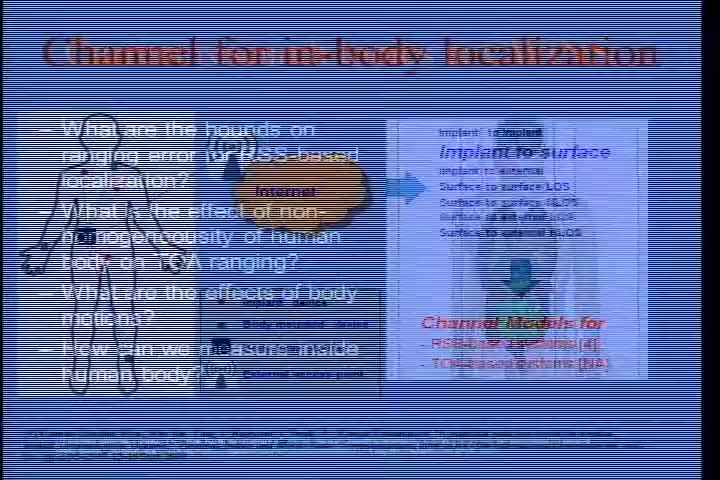 Channel for in-body localization
– What are the bounds on
ranging error for RSS-based
localization?
– What is the effect of non-
homogeneousity of human
body on TOA ranging?
– What are the effects of body
motions?
– How can we measure inside
human body?
Internet
Implant device
Body mounted device
External access point
Implant to Implant
Implant to surface
Implant to external
Surface to surface LOS
Surface to surface NLOS
Surface to external LOS
Surface to external NLOS
Channel Models for
- RSS-based systems [4]
- TOA-based systems [NA]